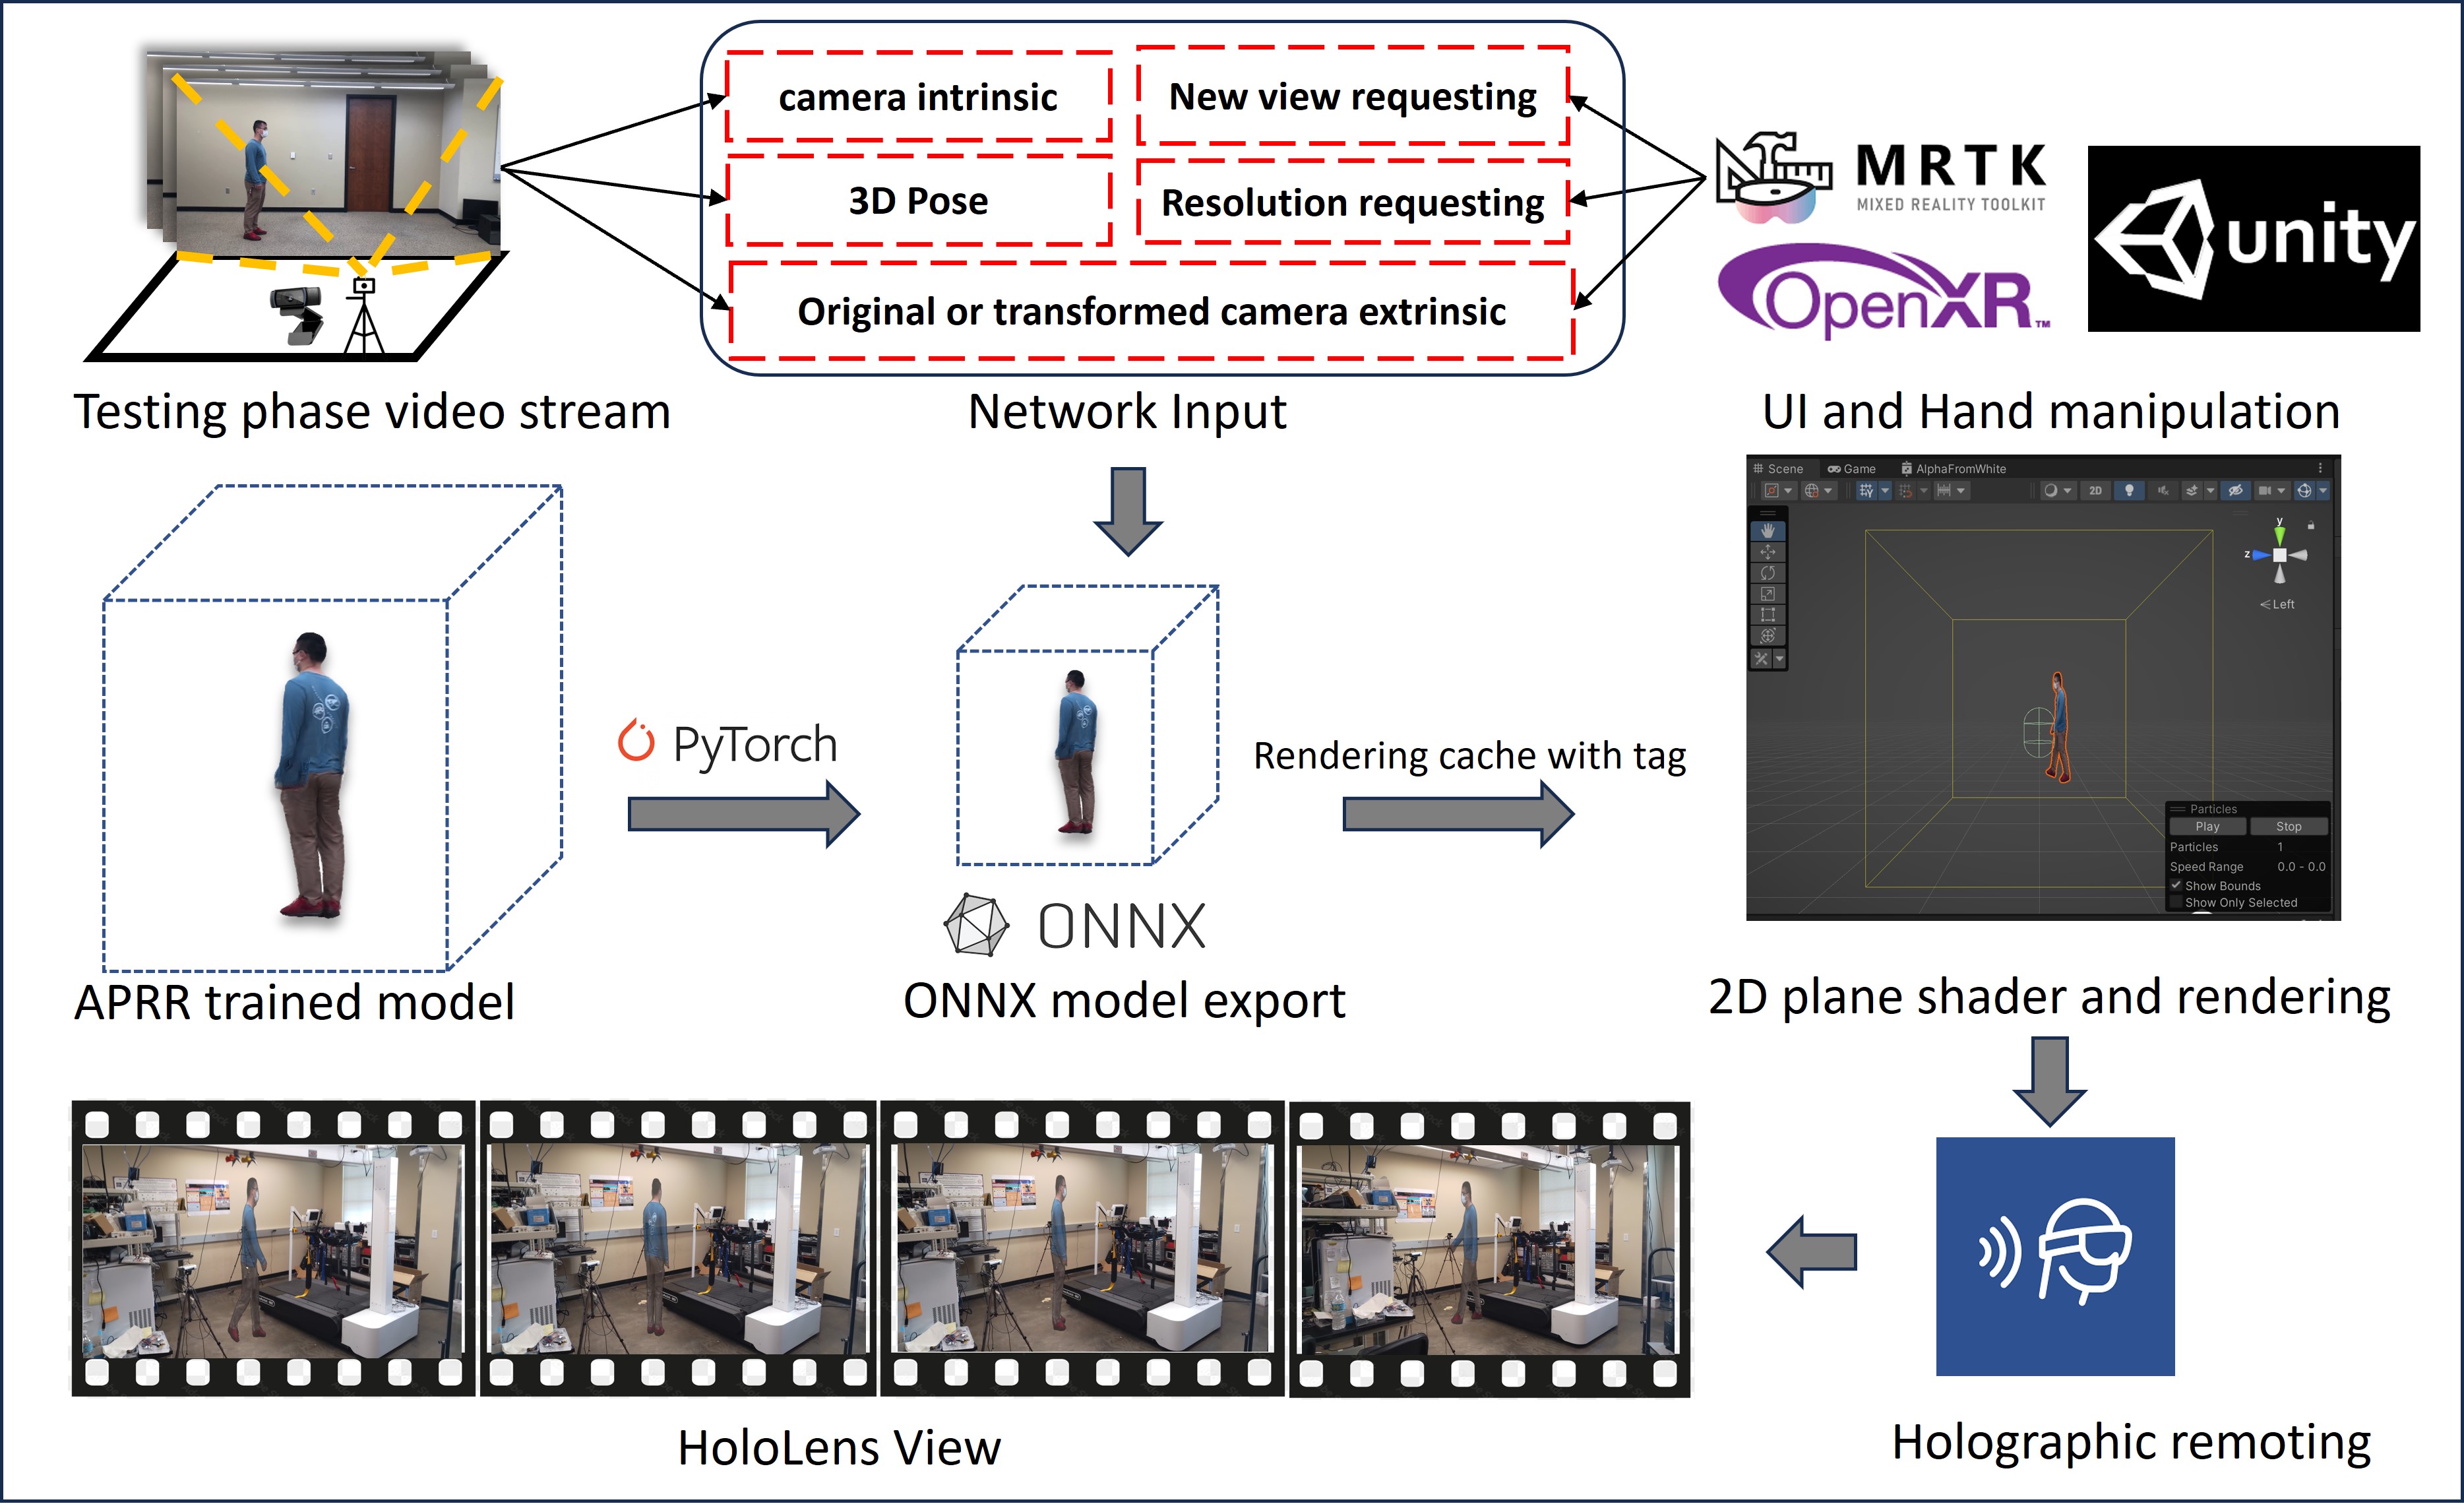 camera intrinsic
New view requesting
3D Pose
Resolution requesting
Original or transformed camera extrinsic
MRTK
MIXED REALITY TOOLKIT
OpenXR™
unity
Testing phase video stream
Network Input
UI and Hand manipulation
PyTorch
Rendering cache with tag
Scene
Game
AlphaFromWhite
2D
y
z
Left
Particles
Play
Stop
Particles 1
Speed Range 0.0 - 0.0
Show Bounds
Show Only Selected
ONNX
APRR trained model
ONNX model export
2D plane shader and rendering
HoloLens View
Holographic remoting